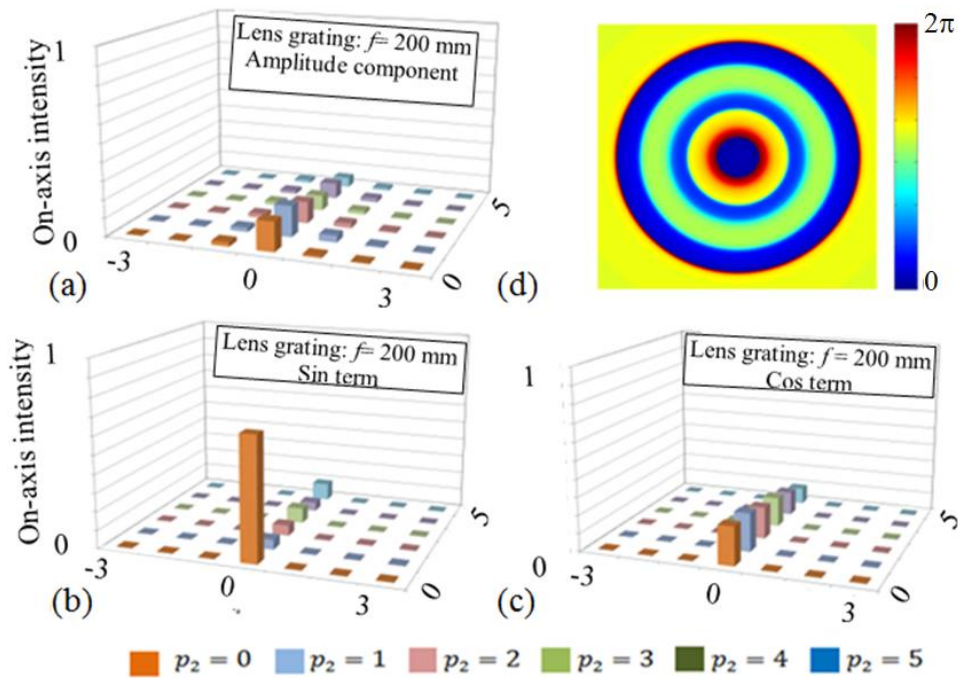 1
Lens grating: f= 200 mm
Amplitude component
On-axis intensity
0
-3
0
3
0
5
(a)
2π
0
(d)
1
Lens grating: f= 200 mm
Sin term
On-axis intensity
0
-3
0
3
0
5
(b)
1
Lens grating: f = 200 mm
Cos term
0
-3
0
3
0
5
(c)
p₂ = 0 p₂ = 1 p₂ = 2 p₂ = 3 p₂ = 4 p₂ = 5